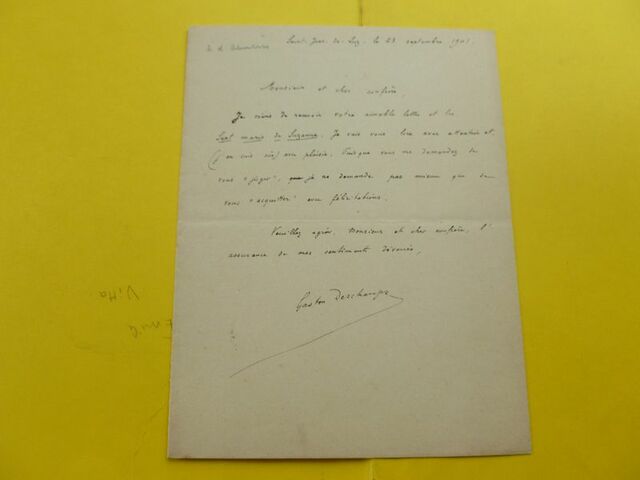 Saint-Jean-de-Luz, le 23 septembre 1901
Monsieur et cher confrère,
Je viens de recevoir votre aimable lettre et les
Sept maris de Suzanne. Je vais vous lire avec attention et,
(j'en suis sûr) avec plaisir. Puisque vous me demandez de
vous "juger", je ne demande pas mieux que de
vous "acquitter" avec félicitations.
Veuillez agréer, Monsieur et cher confrère, l'
assurance de mes sentiments dévoués,
Gaston Deschamps
Vitta